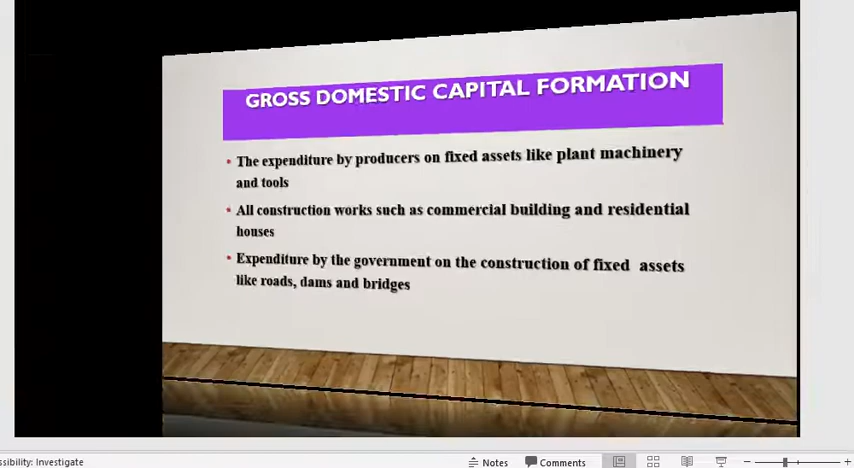 GROSS DOMESTIC CAPITAL FORMATION
• The expenditure by producers on fixed assets like plant machinery
and tools
• All construction works such as commercial building and residential
houses
• Expenditure by the government on the construction of fixed assets
like roads, dams and bridges
ssibility: Investigate
Notes
Comments